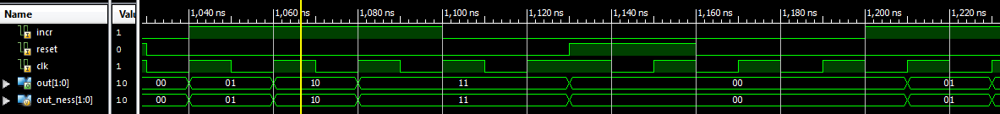 Name Valu 1,040 ns 1,060 ns 1,080 ns 1,100 ns 1,120 ns 1,140 ns 1,160 ns 1,180 ns 1,200 ns 1,220 ns
incr 1
reset 0
clk 1
out[1:0] 10 00 01 10 11 00 01
out_ness[1:0] 10 00 01 10 11 00 01